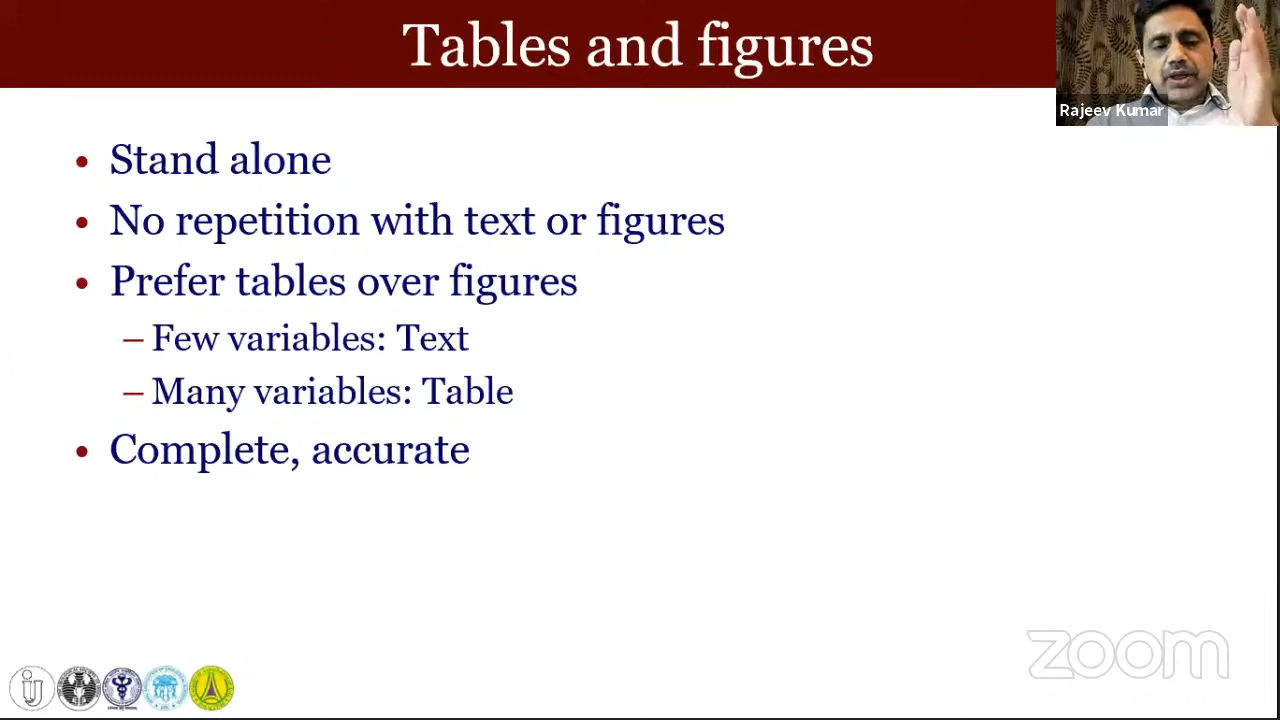 Tables and figures
Rajeev Kumar
• Stand alone
• No repetition with text or figures
• Prefer tables over figures
– Few variables: Text
– Many variables: Table
• Complete, accurate
zoom